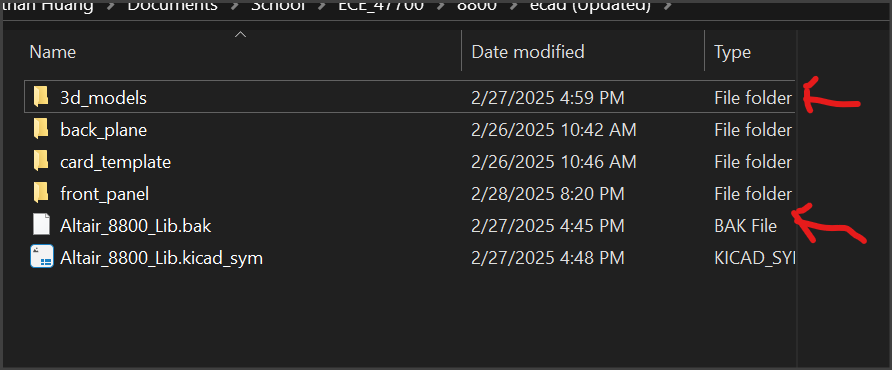 than Huang > Documents > School > ECE_47700 > 8800 > ecad (Updated) >
Name Date modified Type
3d_models 2/27/2025 4:59 PM File folder
back_plane 2/26/2025 10:42 AM File folder
card_template 2/26/2025 10:46 AM File folder
front_panel 2/28/2025 8:20 PM File folder
Altair_8800_Lib.bak 2/27/2025 4:45 PM BAK File
Altair_8800_Lib.kicad_sym 2/27/2025 4:48 PM KICAD_SY